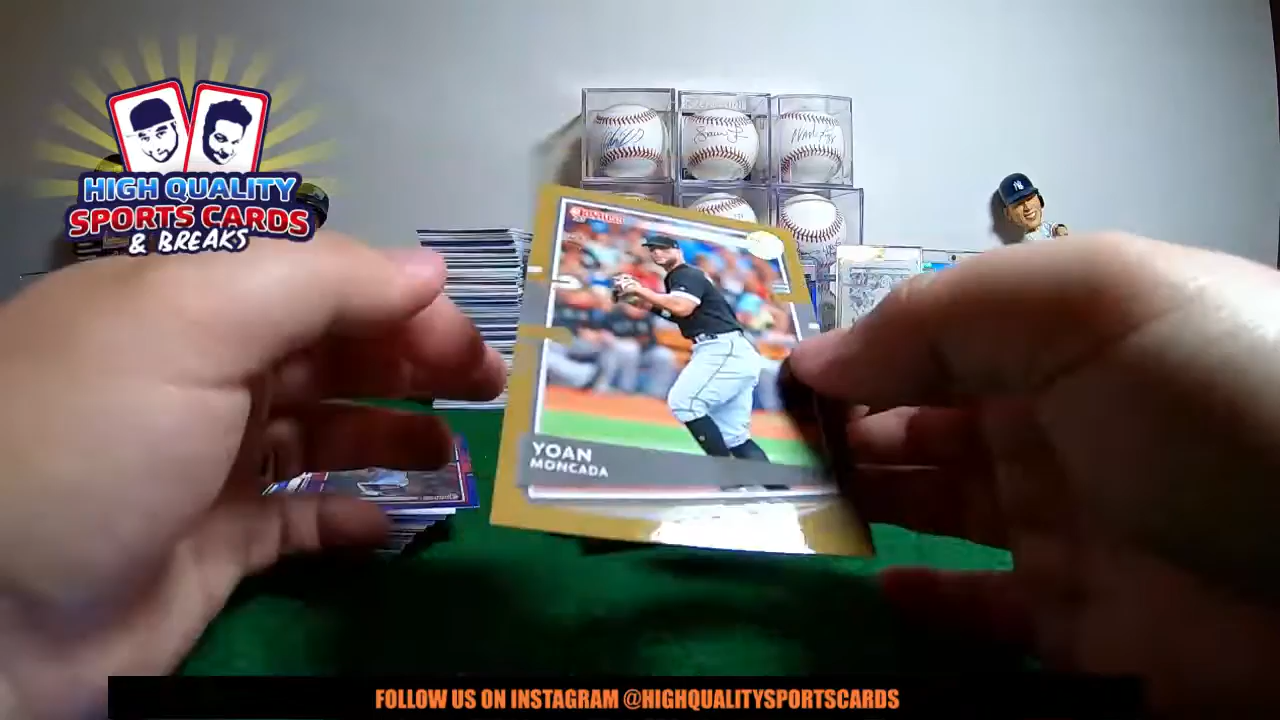 HIGH QUALITY
SPORTS CARDS
& BREAKS
YOAN
MONCADA
FOLLOW US ON INSTAGRAM @HIGHQUALITYSPORTSCARDS